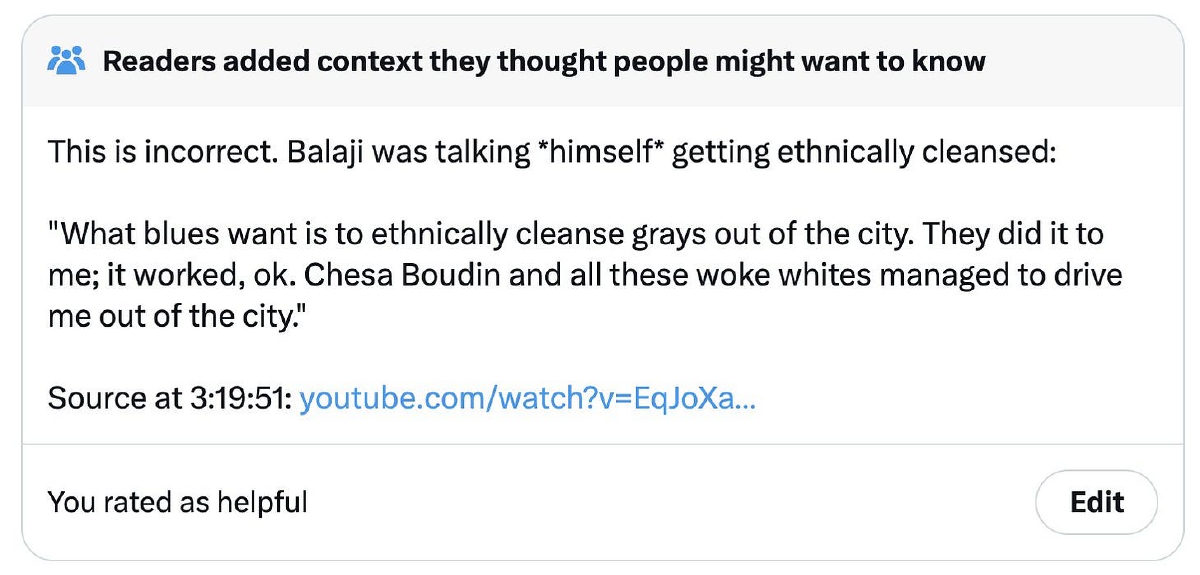 Readers added context they thought people might want to know
This is incorrect. Balaji was talking *himself* getting ethnically cleansed:
"What blues want is to ethnically cleanse grays out of the city. They did it to
me; it worked, ok. Chesa Boudin and all these woke whites managed to drive
me out of the city."
Source at 3:19:51: youtube.com/watch?v=EqJoXa...
You rated as helpful
Edit